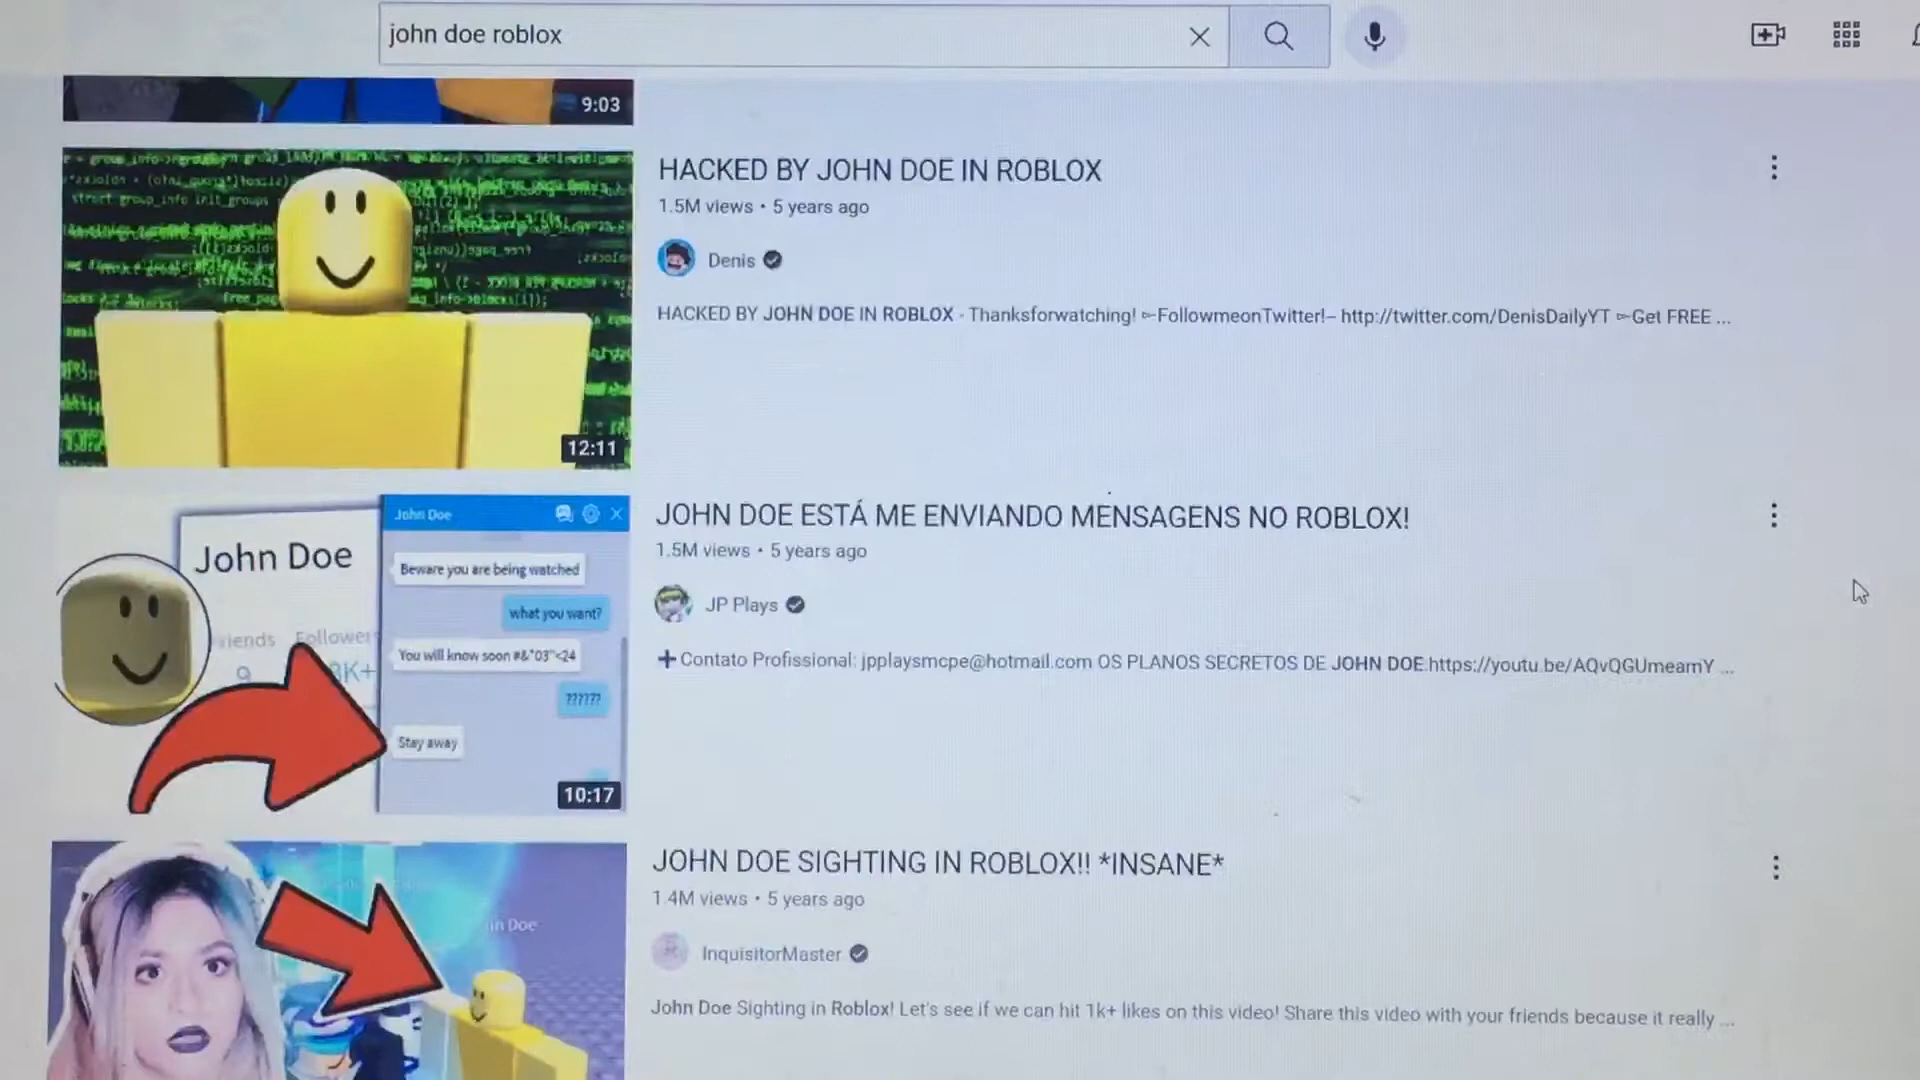 john doe roblox
9:03
HACKED BY JOHN DOE IN ROBLOX
1.5M views • 5 years ago
Denis
HACKED BY JOHN DOE IN ROBLOX - Thanksforwatching! ►FollowmeonTwitter!– http://twitter.com/DenisDailyYT ►Get FREE ...
12:11
John Doe
Friends Followers
9
John Doe
Beware you are being watched
what you want?
You will know soon #&*03"<24
??????
Stay away
10:17
JOHN DOE ESTÁ ME ENVIANDO MENSAGENS NO ROBLOX!
1.5M views • 5 years ago
JP Plays
+Contato Profissional: jpplaysmcpe@hotmail.com OS PLANOS SECRETOS DE JOHN DOE:https://youtu.be/AQvQGUmeamY ...
Doe
JOHN DOE SIGHTING IN ROBLOX!! *INSANE*
1.4M views • 5 years ago
InquisitorMaster
John Doe Sighting in Roblox! Let's see if we can hit 1k+ likes on this video! Share this video with your friends because it really ...